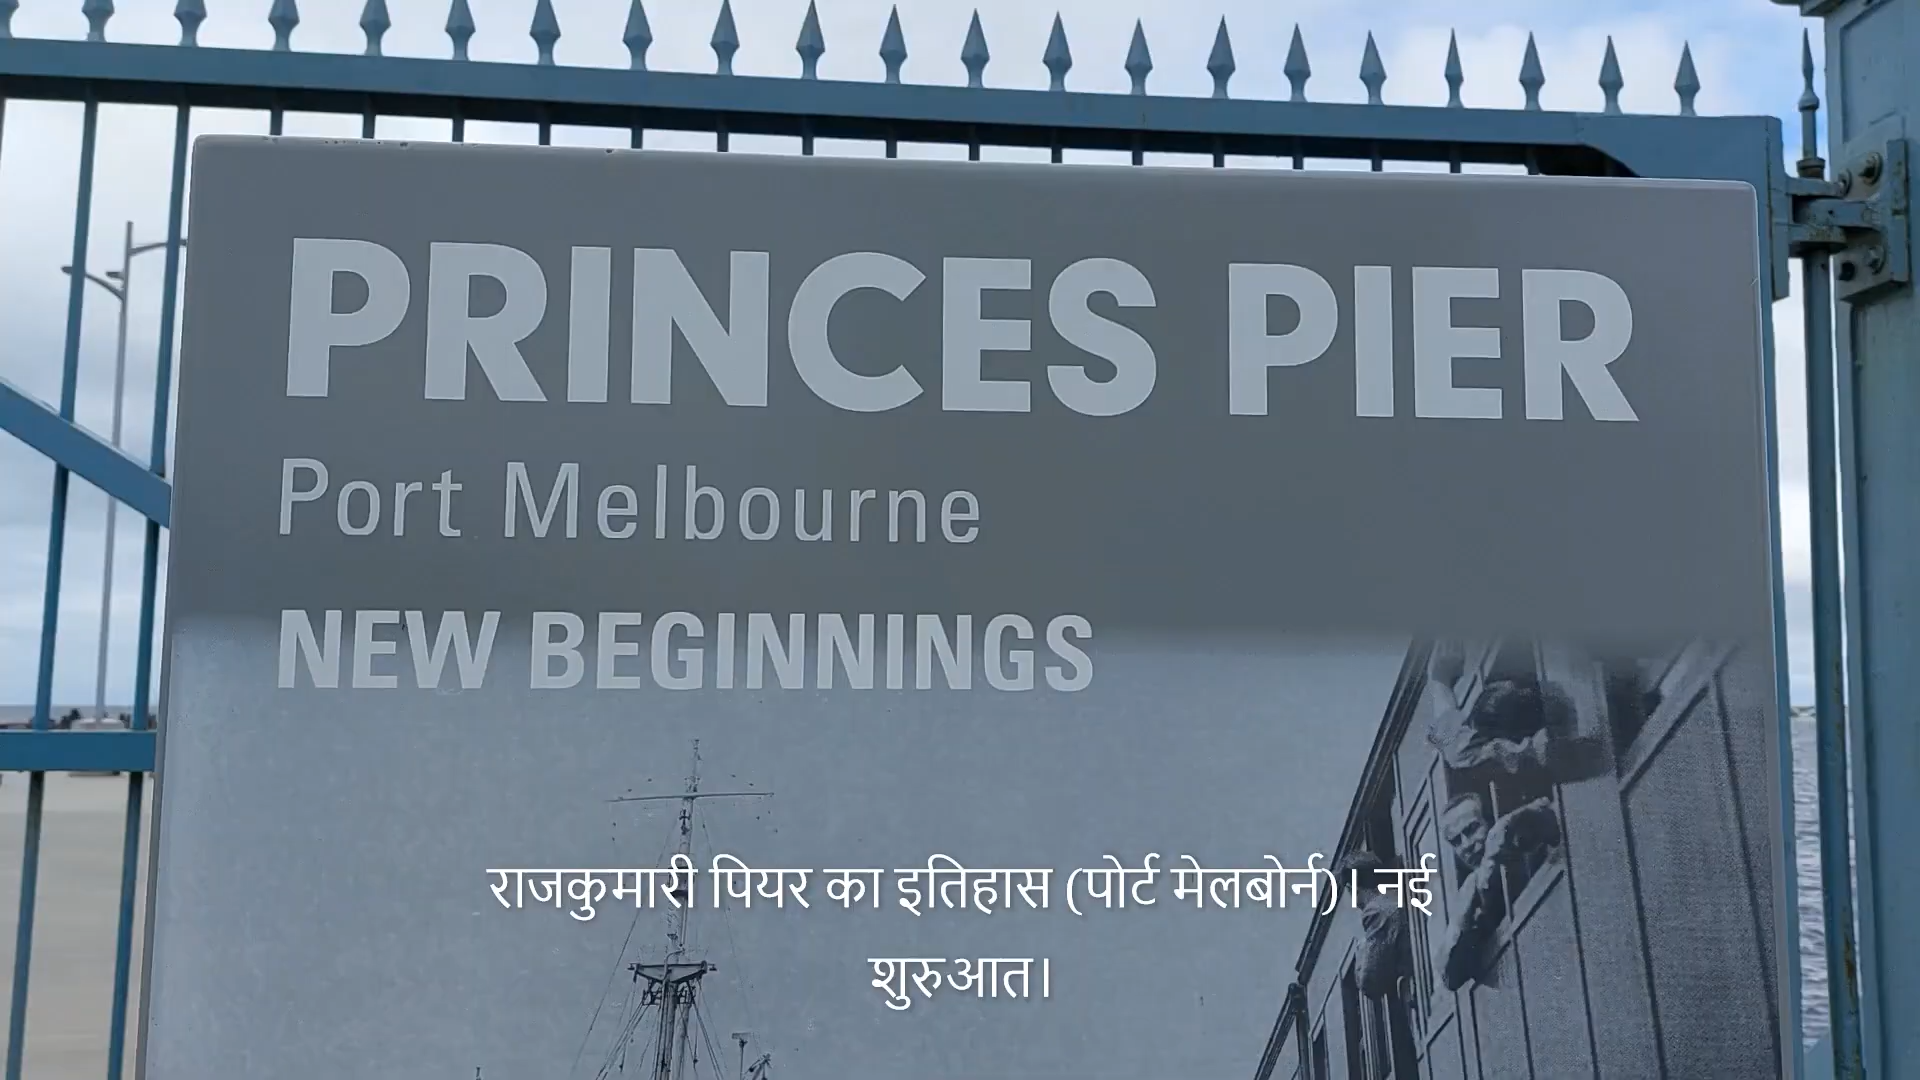 PRINCES PIER
Port Melbourne
NEW BEGINNINGS
राजकुमारी पियर का इतिहास (पोर्ट मेलबोर्न)। नई
शुरुआत।